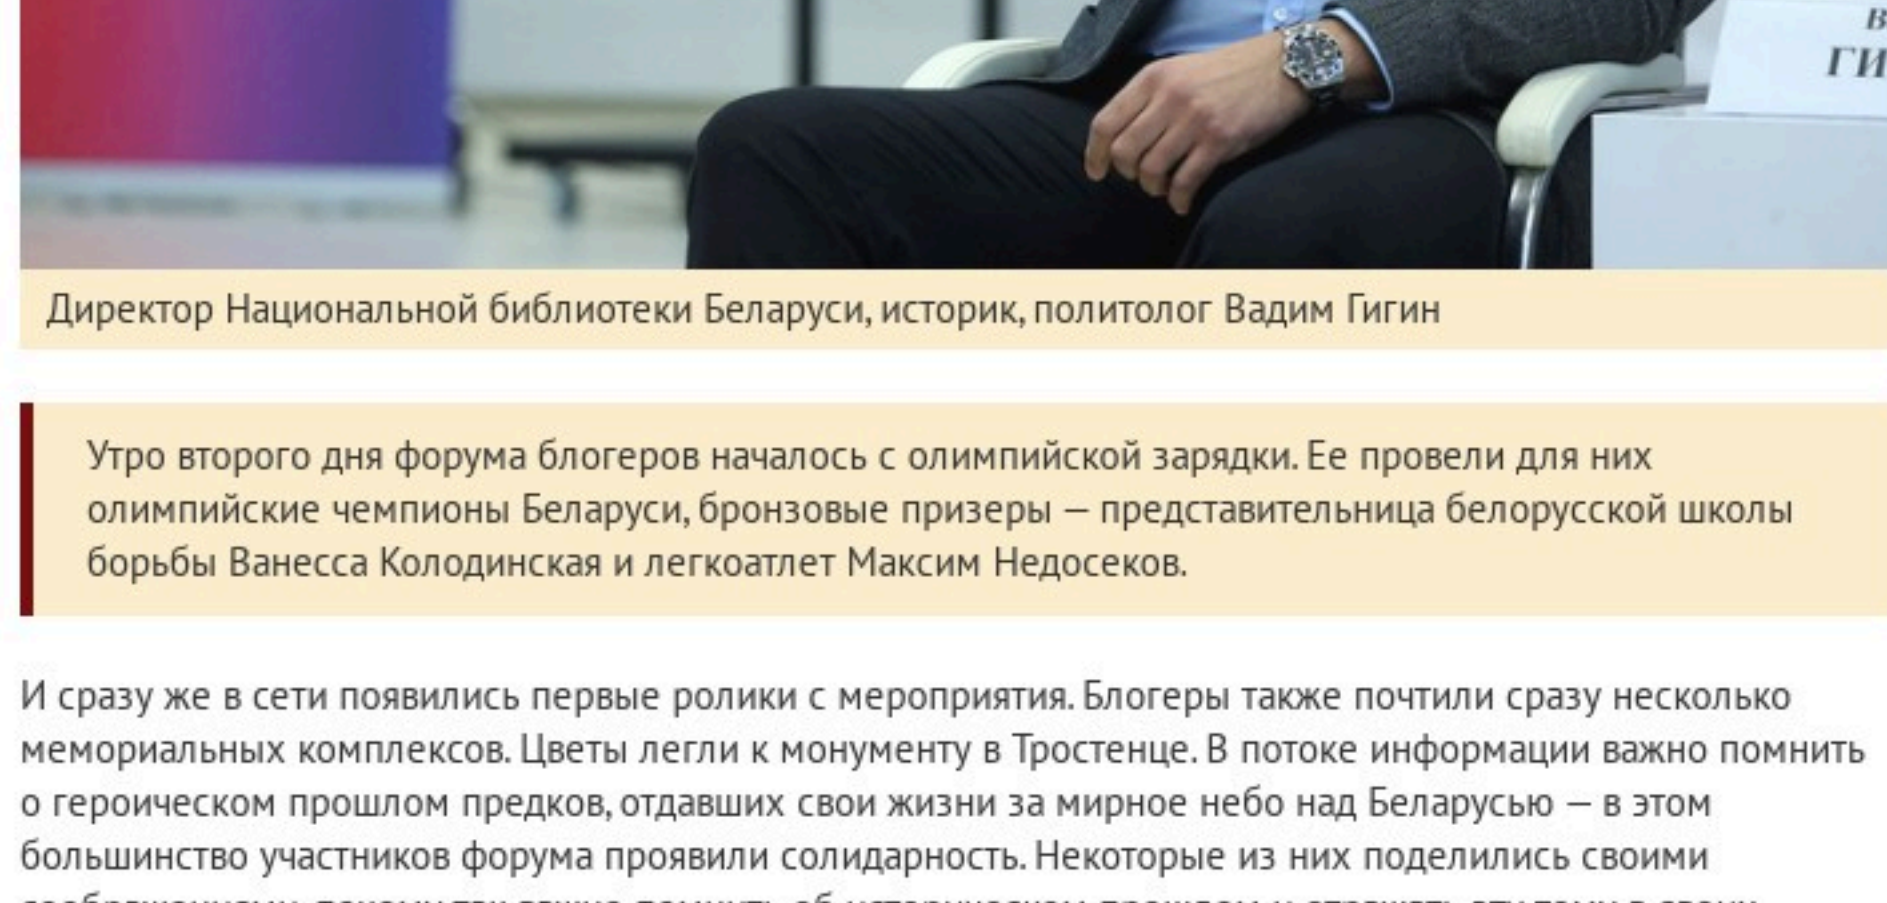 ГИ
Директор Национальной библиотеки Беларуси, историк, политолог Вадим Гигин
Утро второго дня форума блогеров началось с олимпийской зарядки. Ее провели для них
олимпийские чемпионы Беларуси, бронзовые призеры — представительница белорусской школы
борьбы Ванесса Колодинская и легкоатлет Максим Недосеков.
И сразу же в сети появились первые ролики с мероприятия. Блогеры также почтили сразу несколько
мемориальных комплексов. Цветы легли к монументу в Тростенце. В потоке информации важно помнить
о героическом прошлом предков, отдавших свои жизни за мирное небо над Беларусью — в этом
большинство участников форума проявили солидарность. Некоторые из них поделились своими